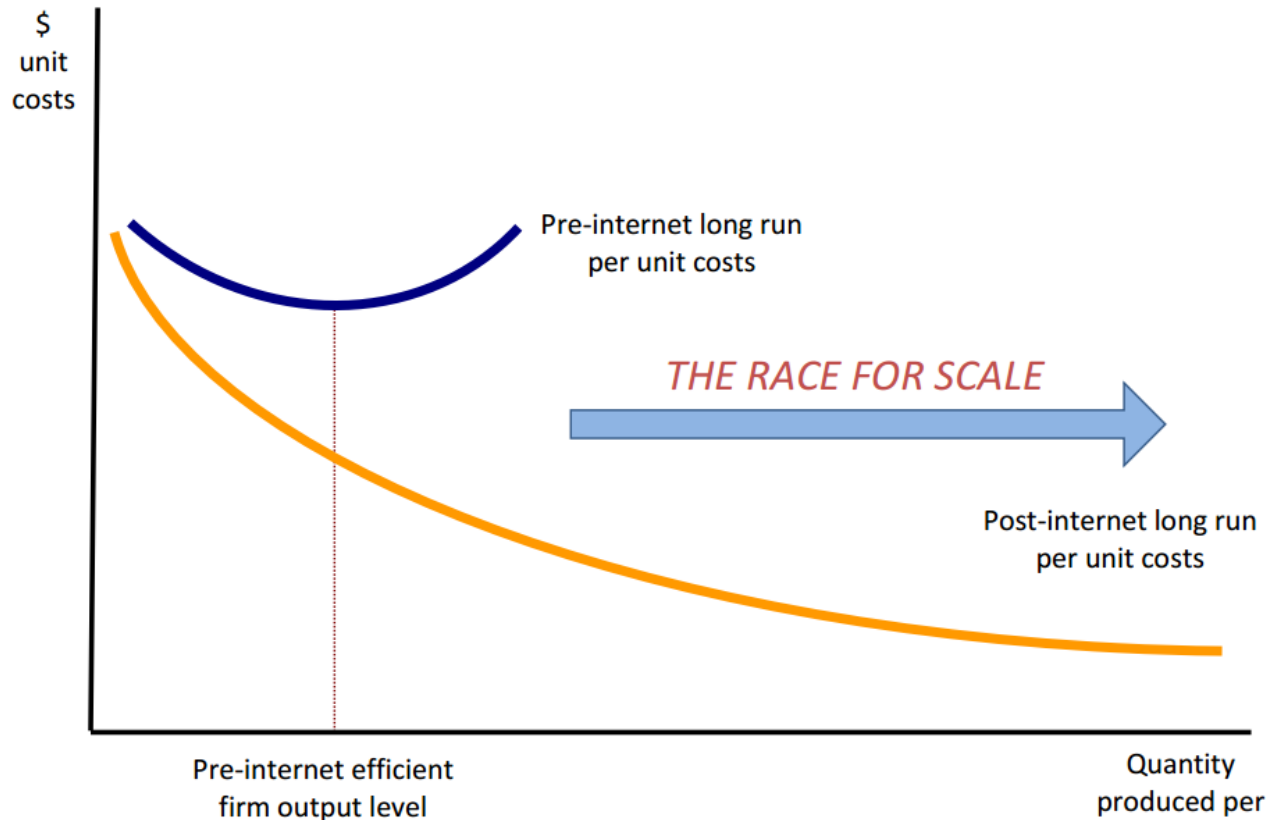 $
unit
costs
Pre-internet long run
per unit costs
THE RACE FOR SCALE
Post-internet long run
per unit costs
Pre-internet efficient
firm output level
Quantity
produced per